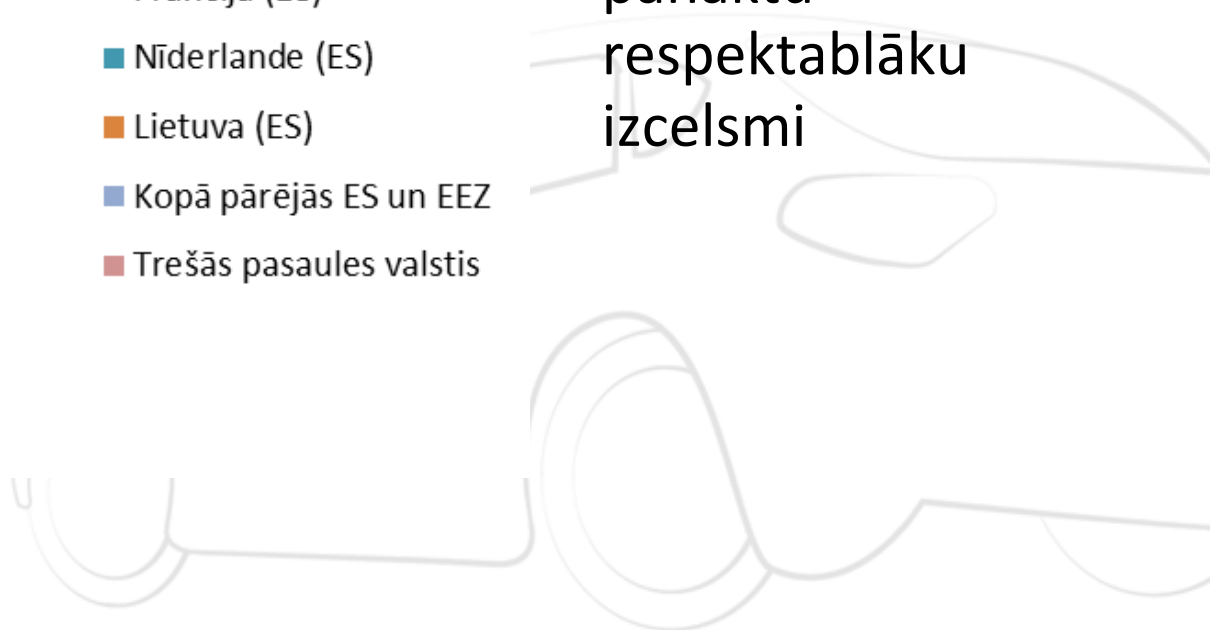 Nīderlande (ES)
Lietuva (ES)
Kopā pārējās ES un EEZ
Trešās pasaules valstis
respektablāku
izcelsmi